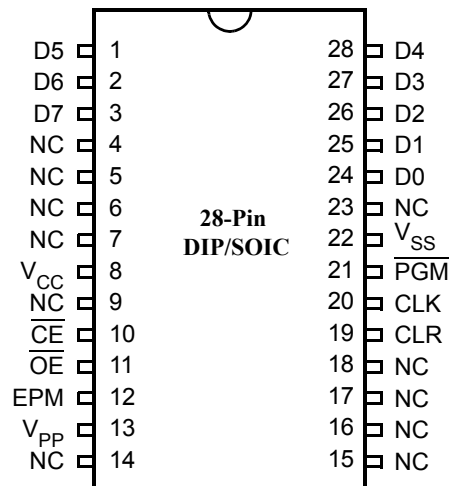 D5 1 28 D4
D6 2 27 D3
D7 3 26 D2
NC 4 25 D1
NC 5 24 D0
NC 6 23 NC
28-Pin
NC 7 22 VSS
DIP/SOIC
VCC 8 21 PGM
NC 9 20 CLK
CE 10 19 CLR
OE 11 18 NC
EPM 12 17 NC
VPP 13 16 NC
NC 14 15 NC